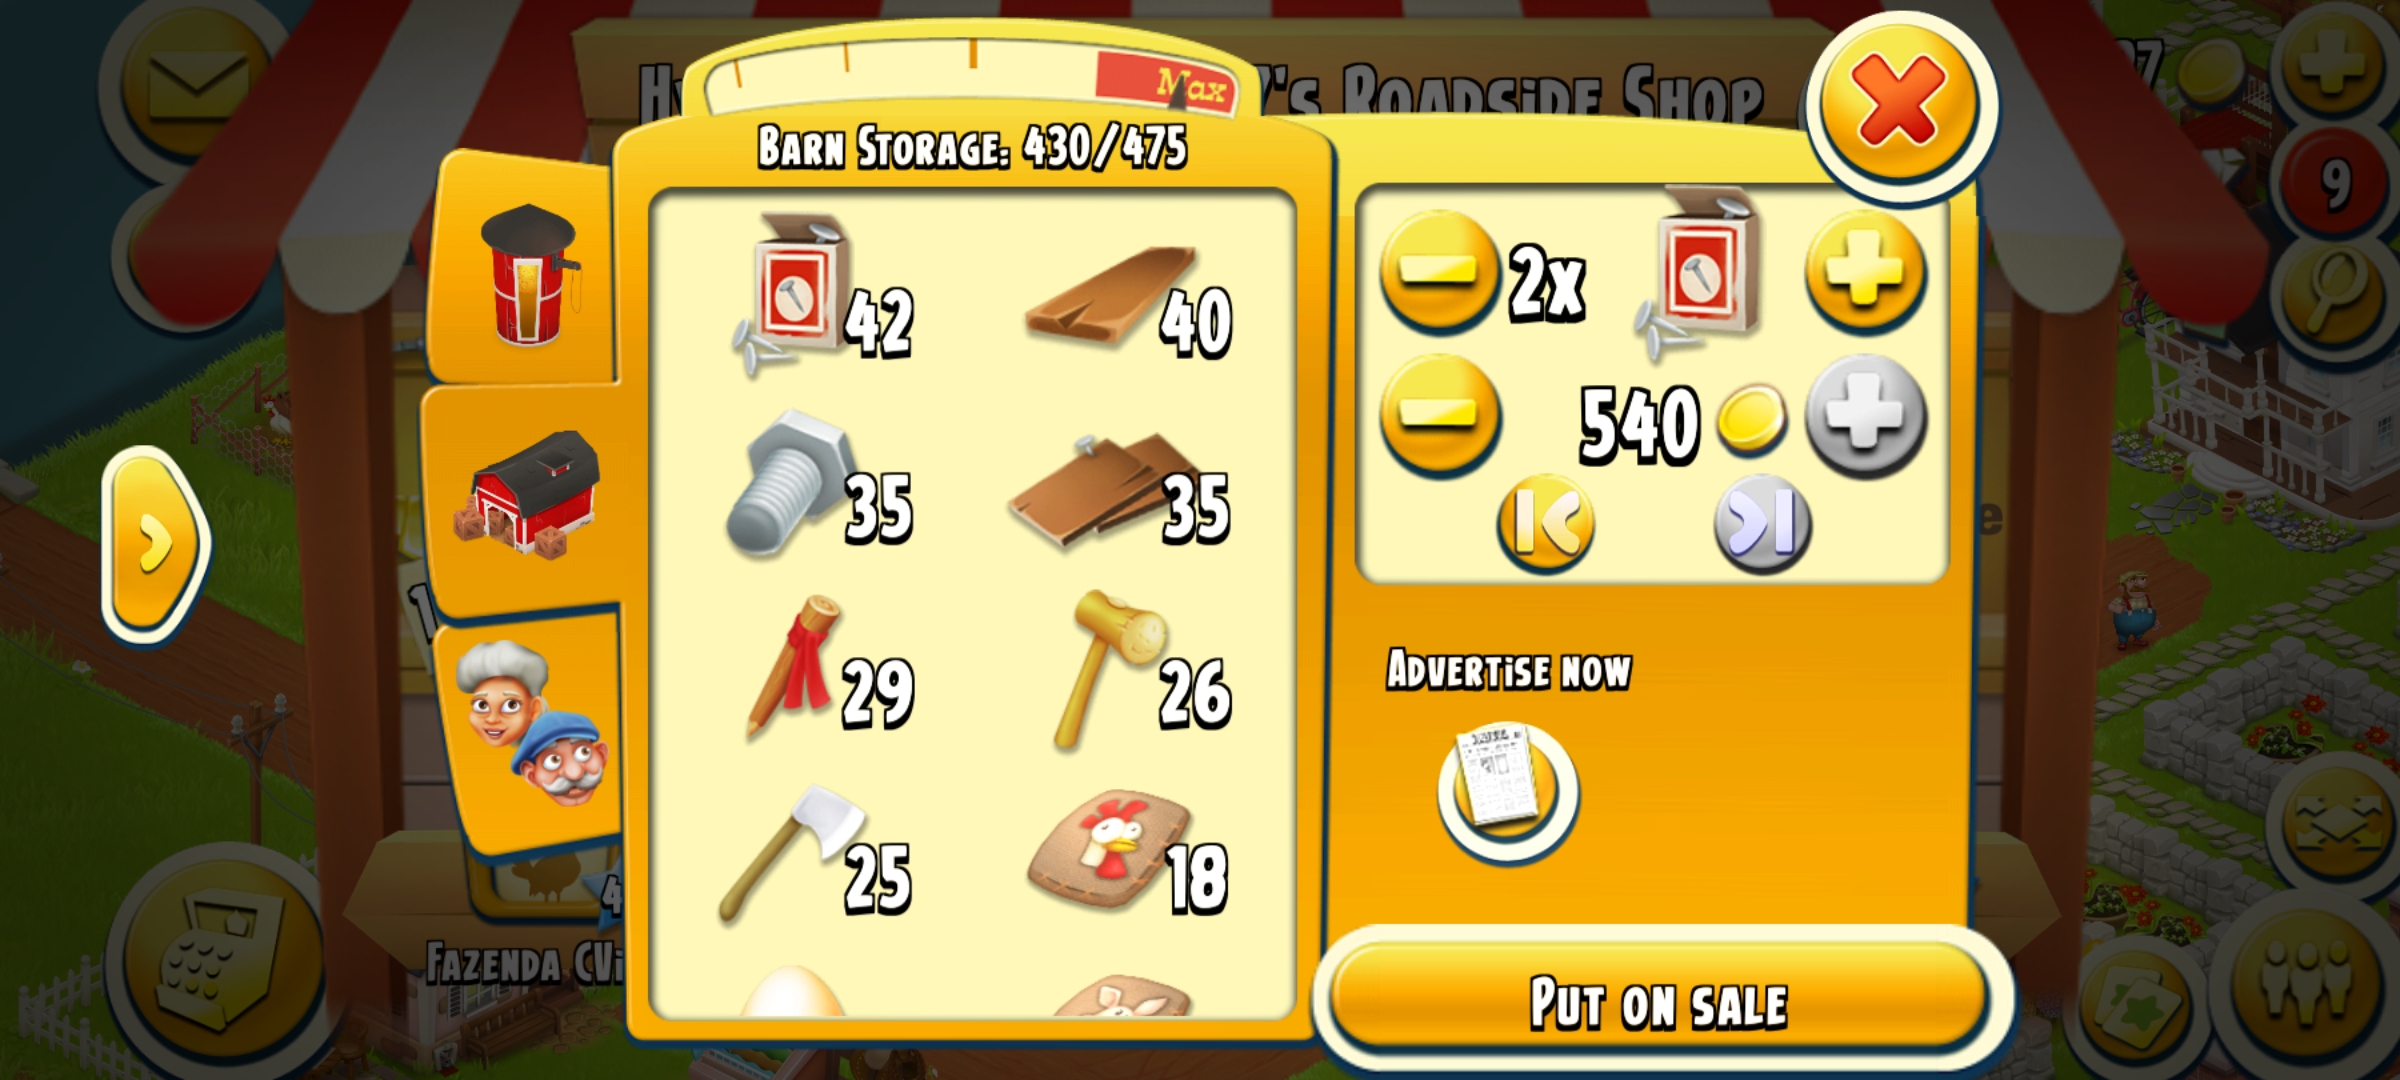 'S ROADSIDE SHOP
Max
BARN STORAGE: 430/475
9
42
40
2x
540
35
35
29
26
ADVERTISE NOW
25
18
FAZENDA
PUT ON SALE